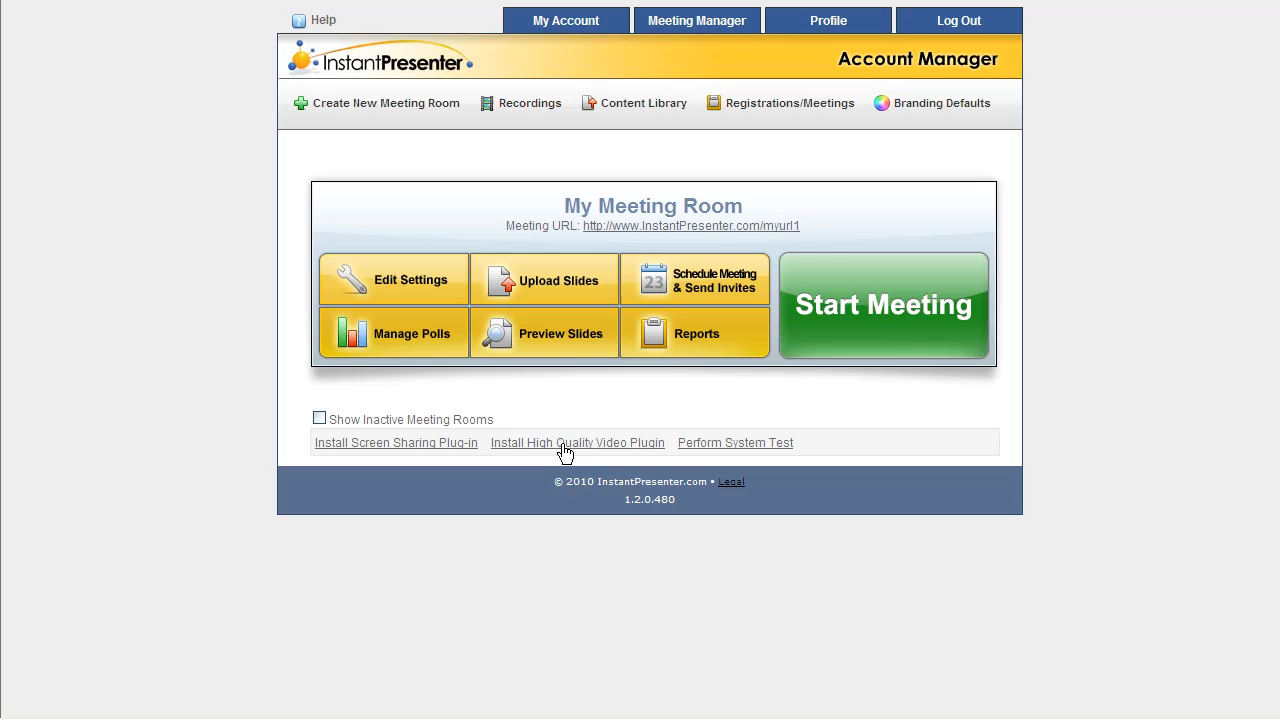 Help
My Account
Meeting Manager
Profile
Log Out
InstantPresenter
Account Manager
Create New Meeting Room
Recordings
Content Library
Registrations/Meetings
Branding Defaults
My Meeting Room
Meeting URL: http://www.InstantPresenter.com/myurl1
Edit Settings
Upload Slides
23
Schedule Meeting
& Send Invites
Start Meeting
Manage Polls
Preview Slides
Reports
Show Inactive Meeting Rooms
Install Screen Sharing Plug-in
Install High Quality Video Plugin
Perform System Test
© 2010 InstantPresenter.com • Legal
1.2.0.480